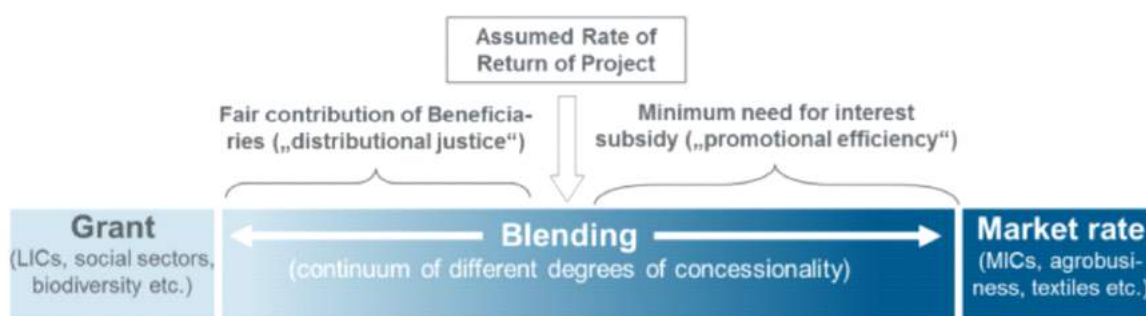 Assumed Rate of
Return of Project
Fair contribution of Beneficia-
ries („distributional justice“)
Minimum need for interest
subsidy („promotional efficiency“)
Grant
(LICs, social sectors,
biodiversity etc.)
Blending
(continuum of different degrees of concessionality)
Market rate
(MICs, agrobusi-
ness, textiles etc.)